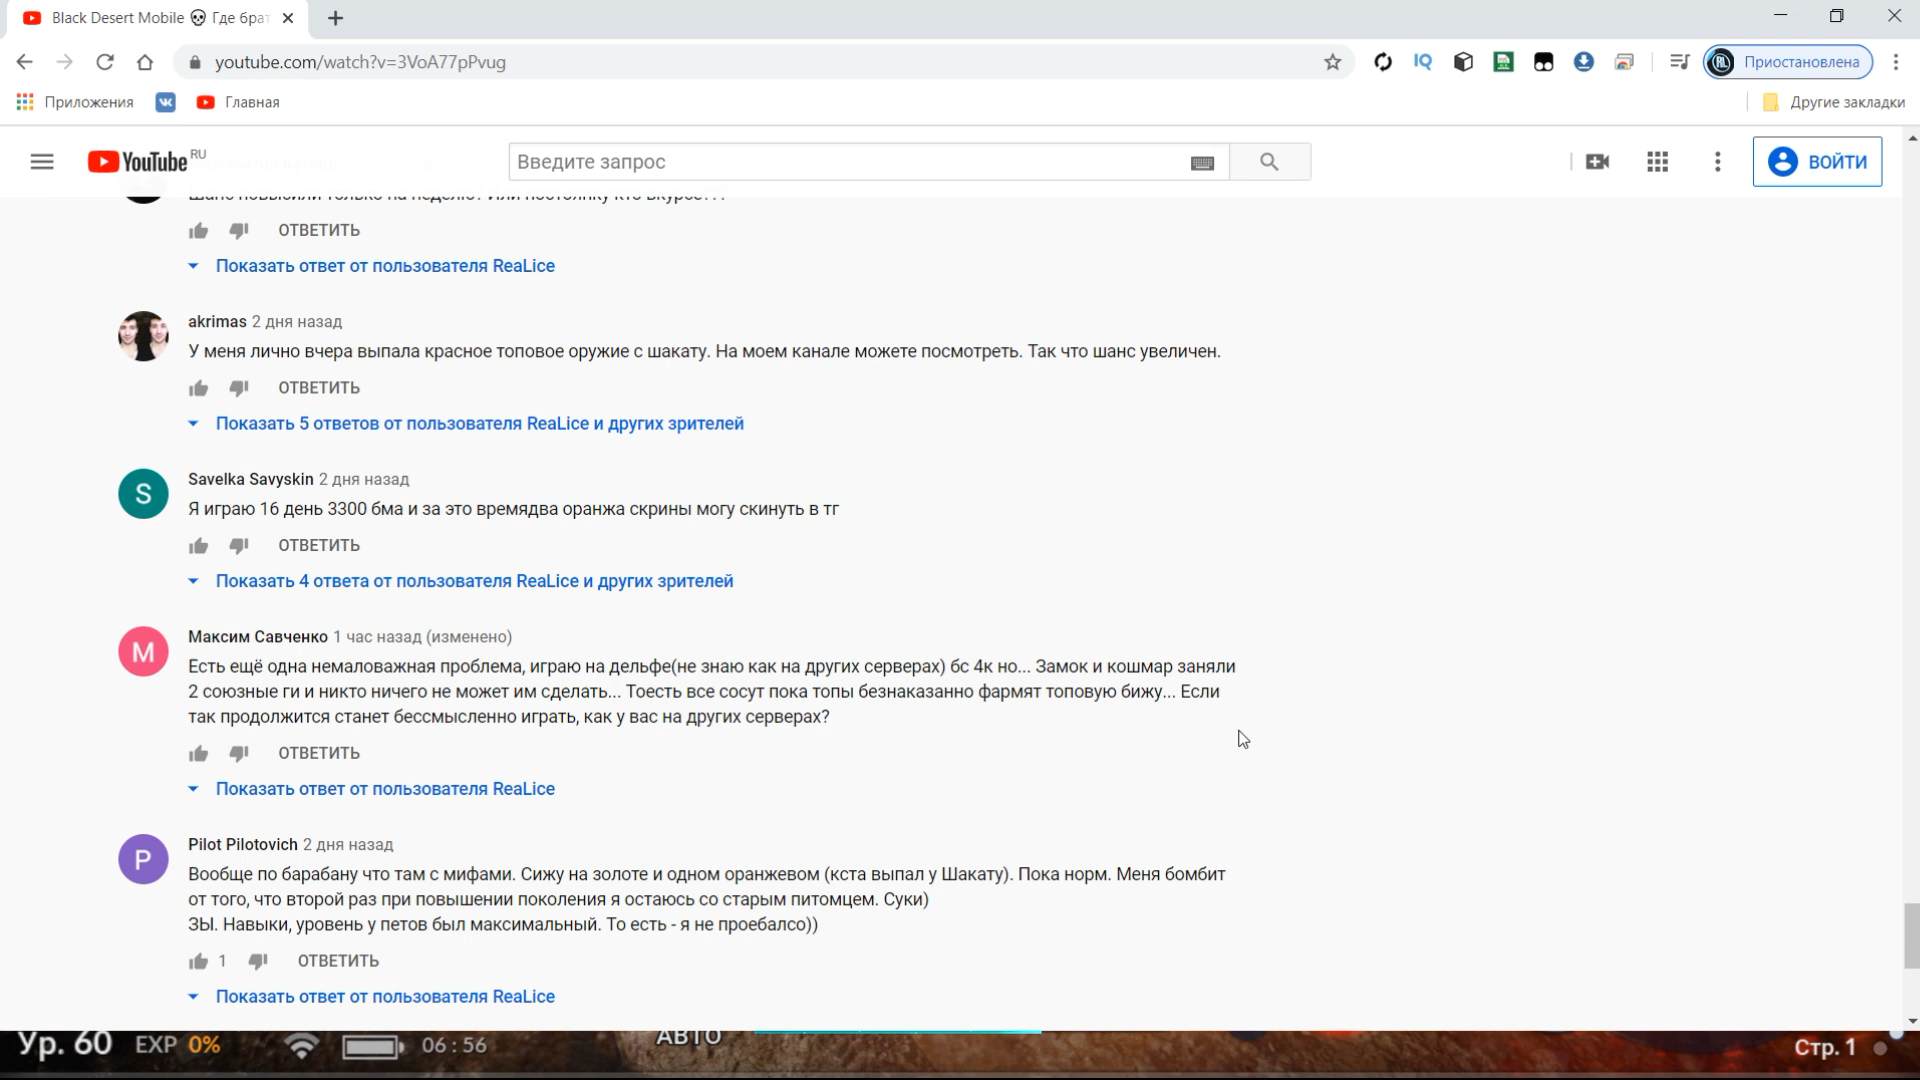 Black Desert Mobile 💀 Где брат
youtube.com/watch?v=3VoA77pPvug
IQ
Приостановлена
Приложения
Главная
Другие закладки
YouTube RU
Введите запрос
ВОЙТИ
Шанс повысили только на неделю? Или постоянку кто вкурсе???
ОТВЕТИТЬ
Показать ответ от пользователя ReaLice
akrimas 2 дня назад
У меня лично вчера выпала красное топовое оружие с шакату. На моем канале можете посмотреть. Так что шанс увеличен.
ОТВЕТИТЬ
Показать 5 ответов от пользователя ReaLice и других зрителей
S
Savelka Savyskin 2 дня назад
Я играю 16 день 3300 бма и за это времядва оранжа скрины могу скинуть в тг
ОТВЕТИТЬ
Показать 4 ответа от пользователя ReaLice и других зрителей
М
Максим Савченко 1 час назад (изменено)
Есть ещё одна немаловажная проблема, играю на дельфе(не знаю как на других серверах) бс 4к но... Замок и кошмар заняли
2 союзные ги и никто ничего не может им сделать... Тоесть все сосут пока топы безнаказанно фармят топовую бижу... Если
так продолжится станет бессмысленно играть, как у вас на других серверах?
ОТВЕТИТЬ
Показать ответ от пользователя ReaLice
P
Pilot Pilotovich 2 дня назад
Вообще по барабану что там с мифами. Сижу на золоте и одном оранжевом (кста выпал у Шакату). Пока норм. Меня бомбит
от того, что второй раз при повышении поколения я остаюсь со старым питомцем. Суки)
ЗЫ. Навыки, уровень у петов был максимальный. То есть - я не проебалсо))
1 ОТВЕТИТЬ
Показать ответ от пользователя ReaLice
Ур. 60 EXP 0% 06:56
АВТО
Стр. 1